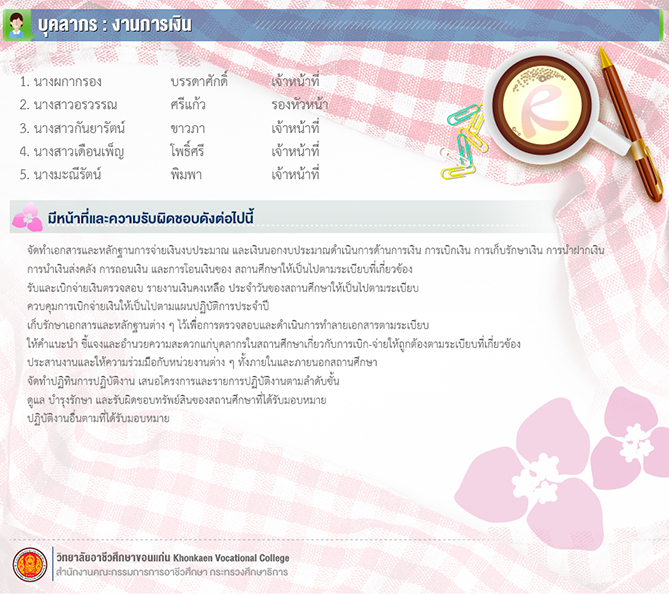 บุคลากร : งานการเงิน
1. นางผกากรอง บรรดาศักดิ์ เจ้าหน้าที่
2. นางสาวอรวรรณ ศรีแก้ว รองหัวหน้า
3. นางสาวกันยารัตน์ ขาวภา เจ้าหน้าที่
4. นางสาวเดือนเพ็ญ โพธิ์ศรี เจ้าหน้าที่
5. นางมะณีรัตน์ พิมพา เจ้าหน้าที่
มีหน้าที่และความรับผิดชอบดังต่อไปนี้
จัดทำเอกสารและหลักฐานการจ่ายเงินงบประมาณ และเงินนอกงบประมาณดำเนินการด้านการเงิน การเบิกเงิน การเก็บรักษาเงิน การนำฝากเงิน
การนำเงินส่งคลัง การถอนเงิน และการโอนเงินของ สถานศึกษาให้เป็นไปตามระเบียบที่เกี่ยวข้อง
รับและเบิกจ่ายเงินตรวจสอบ รายงานเงินคงเหลือ ประจำวันของสถานศึกษาให้เป็นไปตามระเบียบ
ควบคุมการเบิกจ่ายเงินให้เป็นไปตามแผนปฏิบัติการประจำปี
เก็บรักษาเอกสารและหลักฐานต่าง ๆ ไว้เพื่อการตรวจสอบและดำเนินการทำลายเอกสารตามระเบียบ
ให้คำแนะนำ ชี้แจงและอำนวยความสะดวกแก่บุคลากรในสถานศึกษาเกี่ยวกับการเบิก-จ่ายให้ถูกต้องตามระเบียบที่เกี่ยวข้อง
ประสานงานและให้ความร่วมมือกับหน่วยงานต่าง ๆ ทั้งภายในและภายนอกสถานศึกษา
จัดทำปฏิทินการปฏิบัติงาน เสนอโครงการและรายการปฏิบัติงานตามลำดับขั้น
ดูแล บำรุงรักษา และรับผิดชอบทรัพย์สินของสถานศึกษาที่ได้รับมอบหมาย
ปฏิบัติงานอื่นตามที่ได้รับมอบหมาย
วิทยาลัยอาชีวศึกษาขอนแก่น Khonkaen Vocational College
สำนักงานคณะกรรมการการอาชีวศึกษา กระทรวงศึกษาธิการ